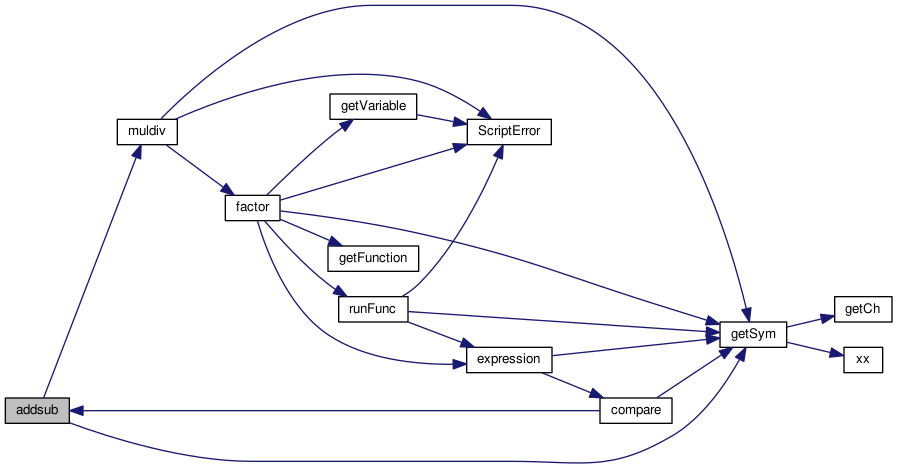 getVariable
muldiv
ScriptError
factor
getFunction
runFunc
getCh
getSym
expression
xx
addsub
compare